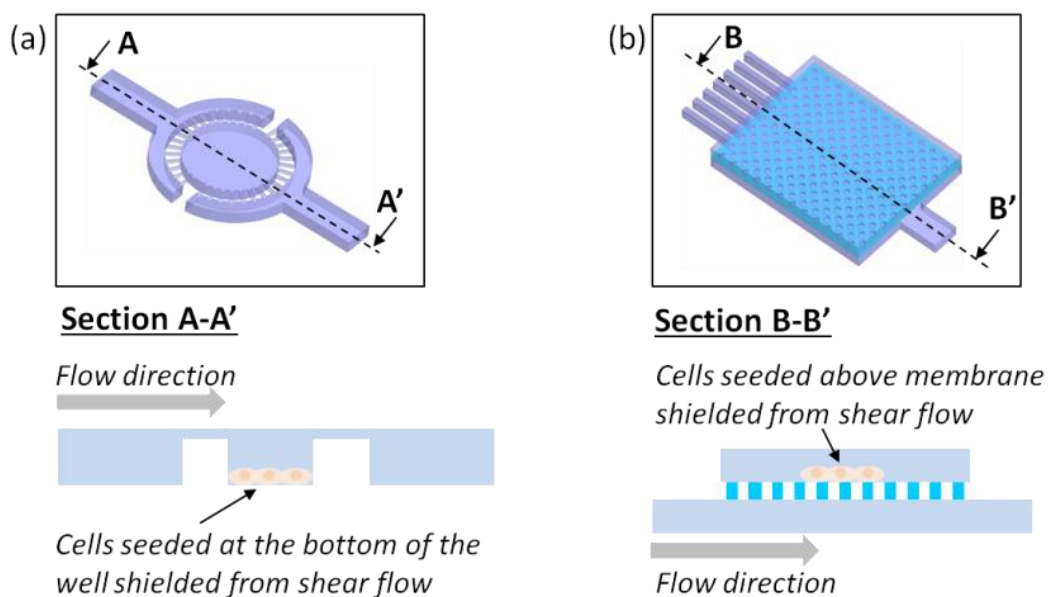 (a)
A
A'
Section A-A'
Flow direction
Cells seeded at the bottom of the
well shielded from shear flow
(b)
B
B'
Section B-B'
Cells seeded above membrane
shielded from shear flow
Flow direction